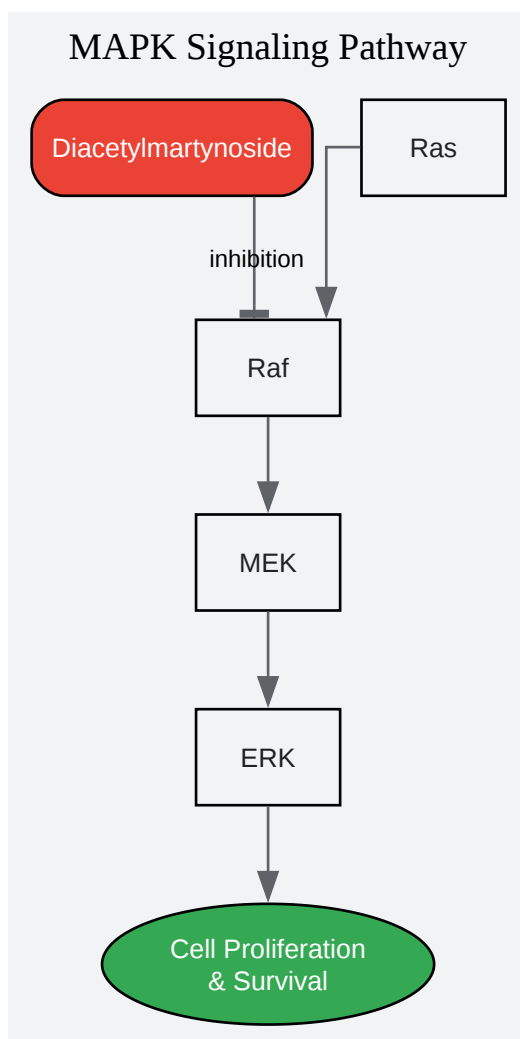 MAPK Signaling Pathway
Diacetylmartynoside
Ras
inhibition
Raf
MEK
ERK
Cell Proliferation
& Survival